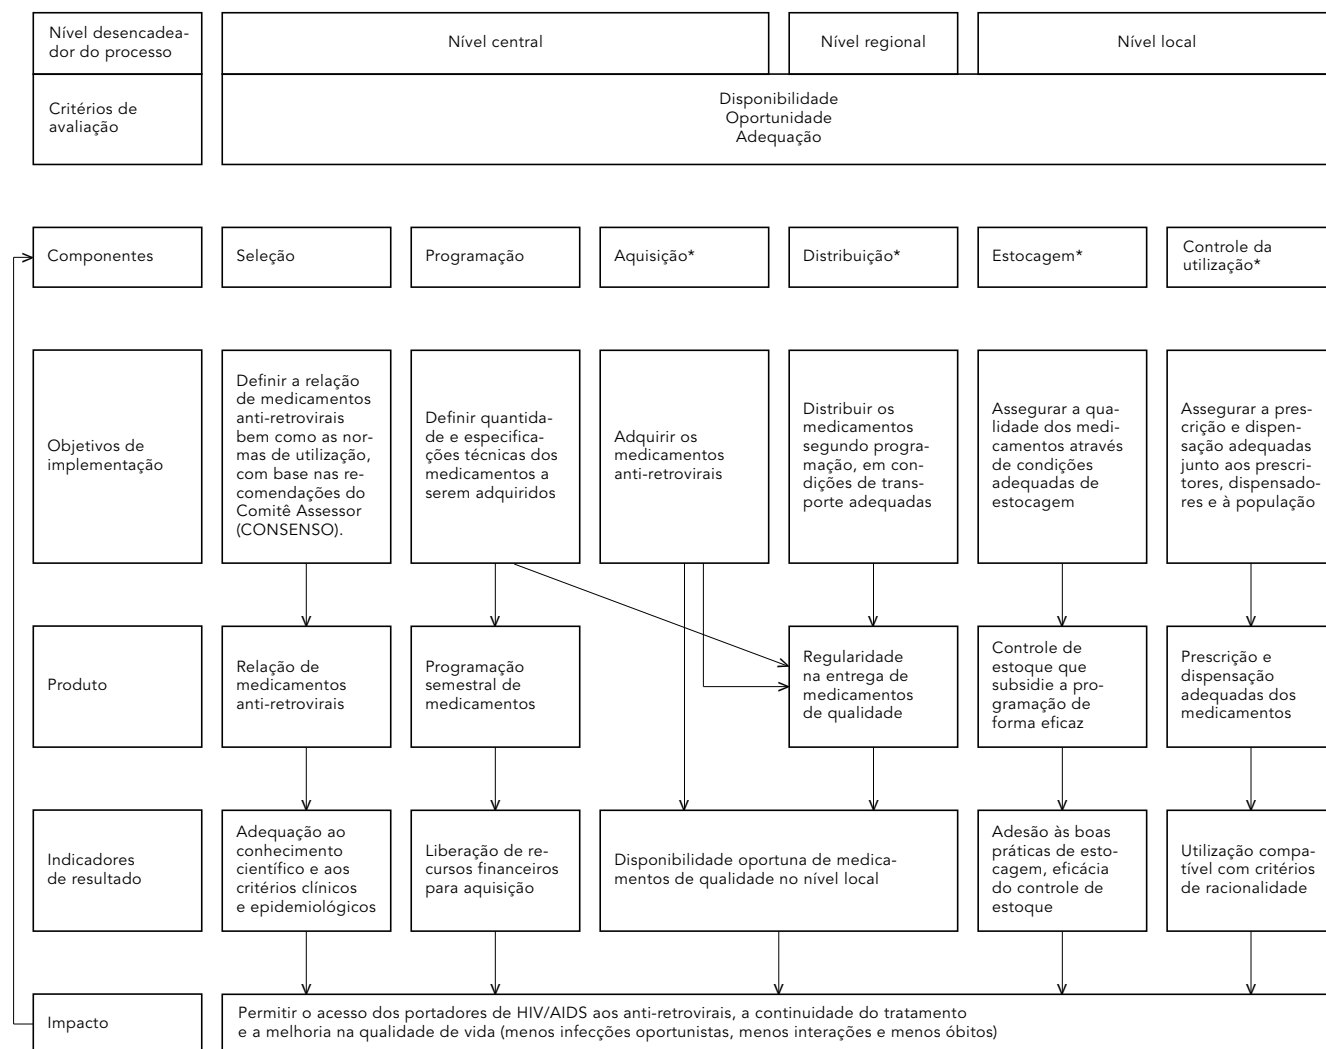 Nível desencadea-
dor do processo
Nível central
Nível regional
Nível local
Critérios de
avaliação
Disponibilidade
Oportunidade
Adequação
Componentes
Seleção
Programação
Aquisição*
Distribuição*
Estocagem*
Controle da
utilização*
Objetivos de
implementação
Definir a relação
de medicamentos
anti-retrovirais
bem como as nor-
mas de utilização,
com base nas re-
comendações do
Comitê Assessor
(CONSENSO).
Definir quantida-
de e especifica-
ções técnicas dos
medicamentos a
serem adquiridos
Adquirir os
medicamentos
anti-retrovirais
Distribuir os
medicamentos
segundo progra-
mação, em con-
dições de trans-
porte adequadas
Assegurar a qua-
lidade dos medi-
camentos através
de condições
adequadas de
estocagem
Assegurar a pres-
crição e dispen-
sação adequadas
junto aos prescri-
tores, dispensado-
res e à população
Produto
Relação de
medicamentos
anti-retrovirais
Programação
semestral de
medicamentos
Regularidade
na entrega de
medicamentos
de qualidade
Controle de
estoque que
subsidie a pro-
gramação de
forma eficaz
Prescrição e
dispensação
adequadas dos
medicamentos
Indicadores
de resultado
Adequação ao
conhecimento
científico e aos
critérios clínicos
e epidemiológicos
Liberação de re-
cursos financeiros
para aquisição
Disponibilidade oportuna de medica-
mentos de qualidade no nível local
Adesão às boas
práticas de esto-
cagem, eficácia
do controle de
estoque
Utilização compa-
tível com critérios
de racionalidade
Impacto
Permitir o acesso dos portadores de HIV/AIDS aos anti-retrovirais, a continuidade do tratamento
e a melhoria na qualidade de vida (menos infecções oportunistas, menos interações e menos óbitos)